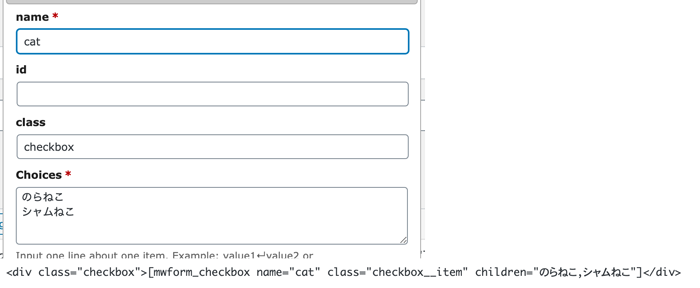 name *
cat
id
class
checkbox
Choices *
のらねこ
シャムねこ
Input one line about one item. Example: value1↵value2 or
<div class="checkbox">[mwform_checkbox name="cat" class="checkbox__item" children="のらねこ,シャムねこ"]</div>